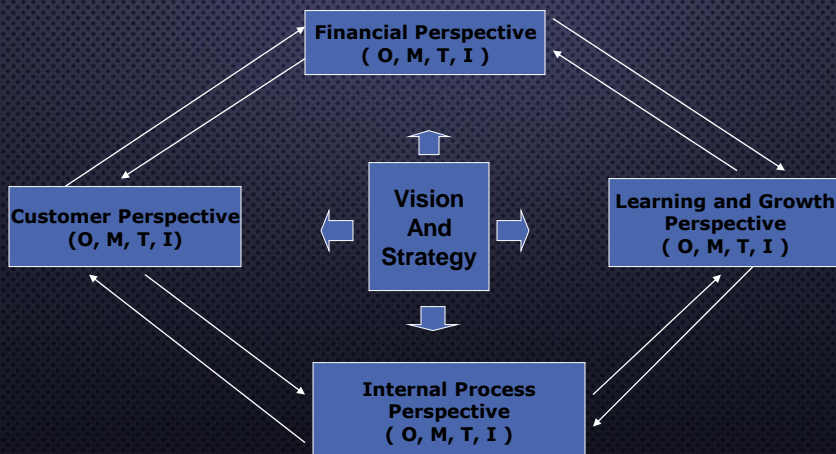 Financial Perspective
( O, M, T, I )
Customer Perspective
(O, M, T, I)
Vision
And
Strategy
Learning and Growth
Perspective
( O, M, T, I )
Internal Process
Perspective
( O, M, T, I )